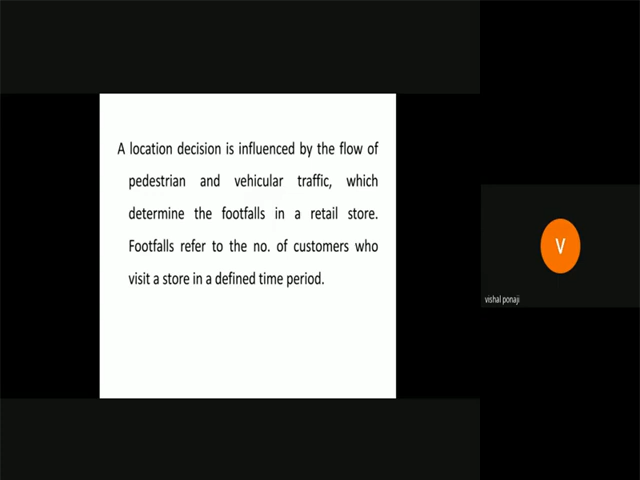 A location decision is influenced by the flow of
pedestrian and vehicular traffic, which
determine the footfalls in a retail store.
Footfalls refer to the no. of customers who
visit a store in a defined time period.
V
vishal ponaji